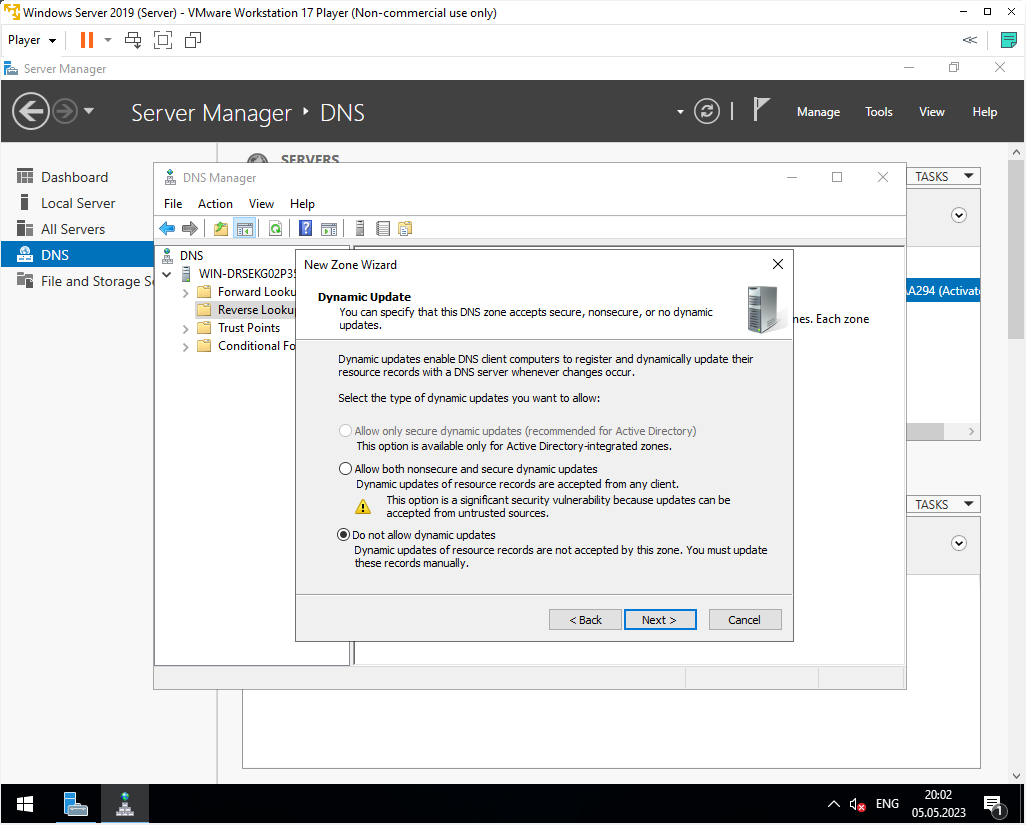 Windows Server 2019 (Server) - VMware Workstation 17 Player (Non-commercial use only)
Player
Server Manager
Server Manager DNS
Manage Tools View Help
Dashboard
Local Server
All Servers
DNS
File and Storage Se
SERVERS
TASKS
A294 (Activat
TASKS
DNS Manager
File Action View Help
DNS
WIN-DRSEKG02P35
Forward Looku
Reverse Looku
Trust Points
Conditional Fo
nes. Each zone
New Zone Wizard
Dynamic Update
You can specify that this DNS zone accepts secure, nonsecure, or no dynamic
updates.
Dynamic updates enable DNS client computers to register and dynamically update their
resource records with a DNS server whenever changes occur.
Select the type of dynamic updates you want to allow:
Allow only secure dynamic updates (recommended for Active Directory)
This option is available only for Active Directory-integrated zones.
Allow both nonsecure and secure dynamic updates
Dynamic updates of resource records are accepted from any client.
This option is a significant security vulnerability because updates can be
accepted from untrusted sources.
Do not allow dynamic updates
Dynamic updates of resource records are not accepted by this zone. You must update
these records manually.
< Back Next > Cancel
ENG
20:02
05.05.2023
1